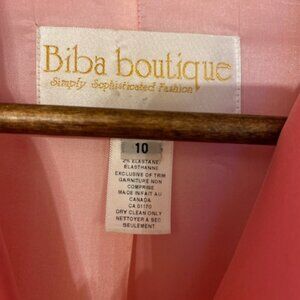 Biba boutique
Simply Sophisticated Fashion
10
2% ELASTANE
ELASTHANNE
EXCLUSIVE OF TRIM
GARNITURE NON
COMPRISE
MADE IN/FAIT AU
CANADA
CA 01170
DRY CLEAN ONLY
NETTOYER A SEC
SEULEMENT.